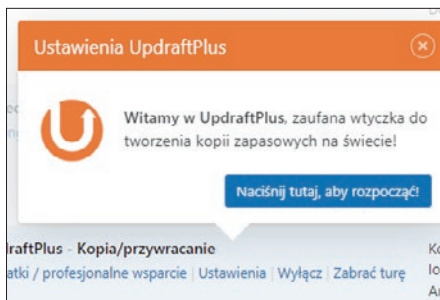 Ustawienia UpdraftPlus
Witamy w UpdraftPlus, zaufana wtyczka do
tworzenia kopii zapasowych na świecie!
Naciśnij tutaj, aby rozpocząć!
draftPlus - Kopia/przywracanie
atki / profesjonalne wsparcie | Ustawienia | Wyłącz | Zabrać turę